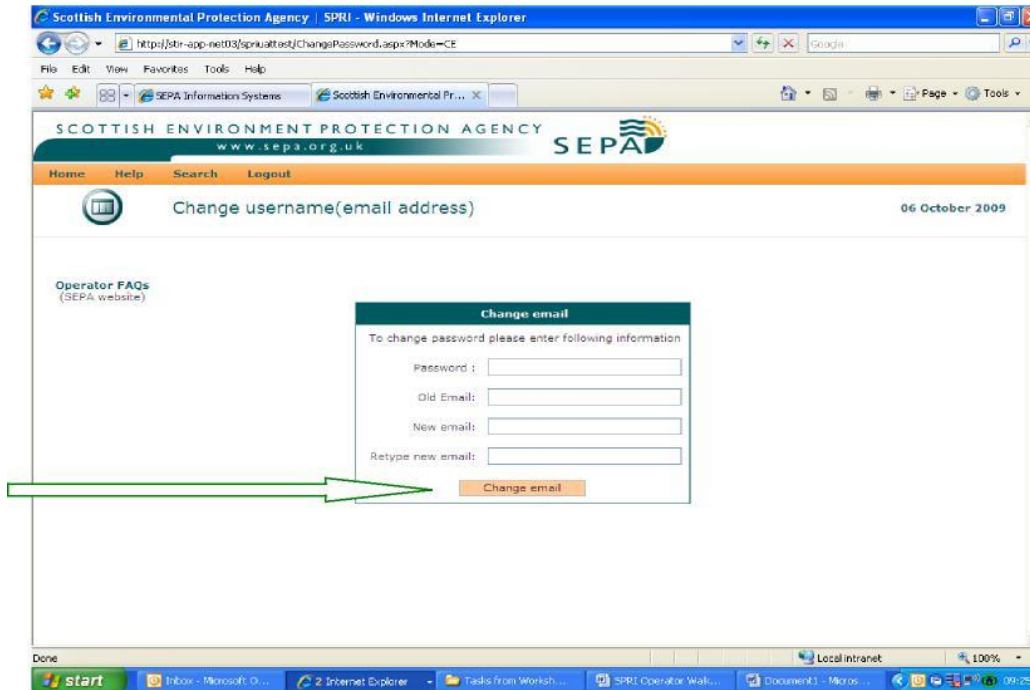 Scottish Environmental Protection Agency | SPRI - Windows Internet Explorer
http://stir-app-net03/spriuattest/ChangePassword.aspx?Mode=CE
Google
File Edit View Favorites Tools Help
SEPA Information Systems
Scottish Environmental Pr...
Page
Tools
SCOTTISH ENVIRONMENT PROTECTION AGENCY
www.sepa.org.uk
SEPA
Home Help Search Logout
Change username(email address)
06 October 2009
Operator FAQs
(SEPA website)
Change email
To change password please enter following information
Password :
Old Email:
New email:
Retype new email:
Change email
Done
Local intranet
100%
start
Inbox - Microsoft O...
2 Internet Explorer
Tasks from Worksh...
SPRI Operator Walk...
Document1 - Micros...
09:25